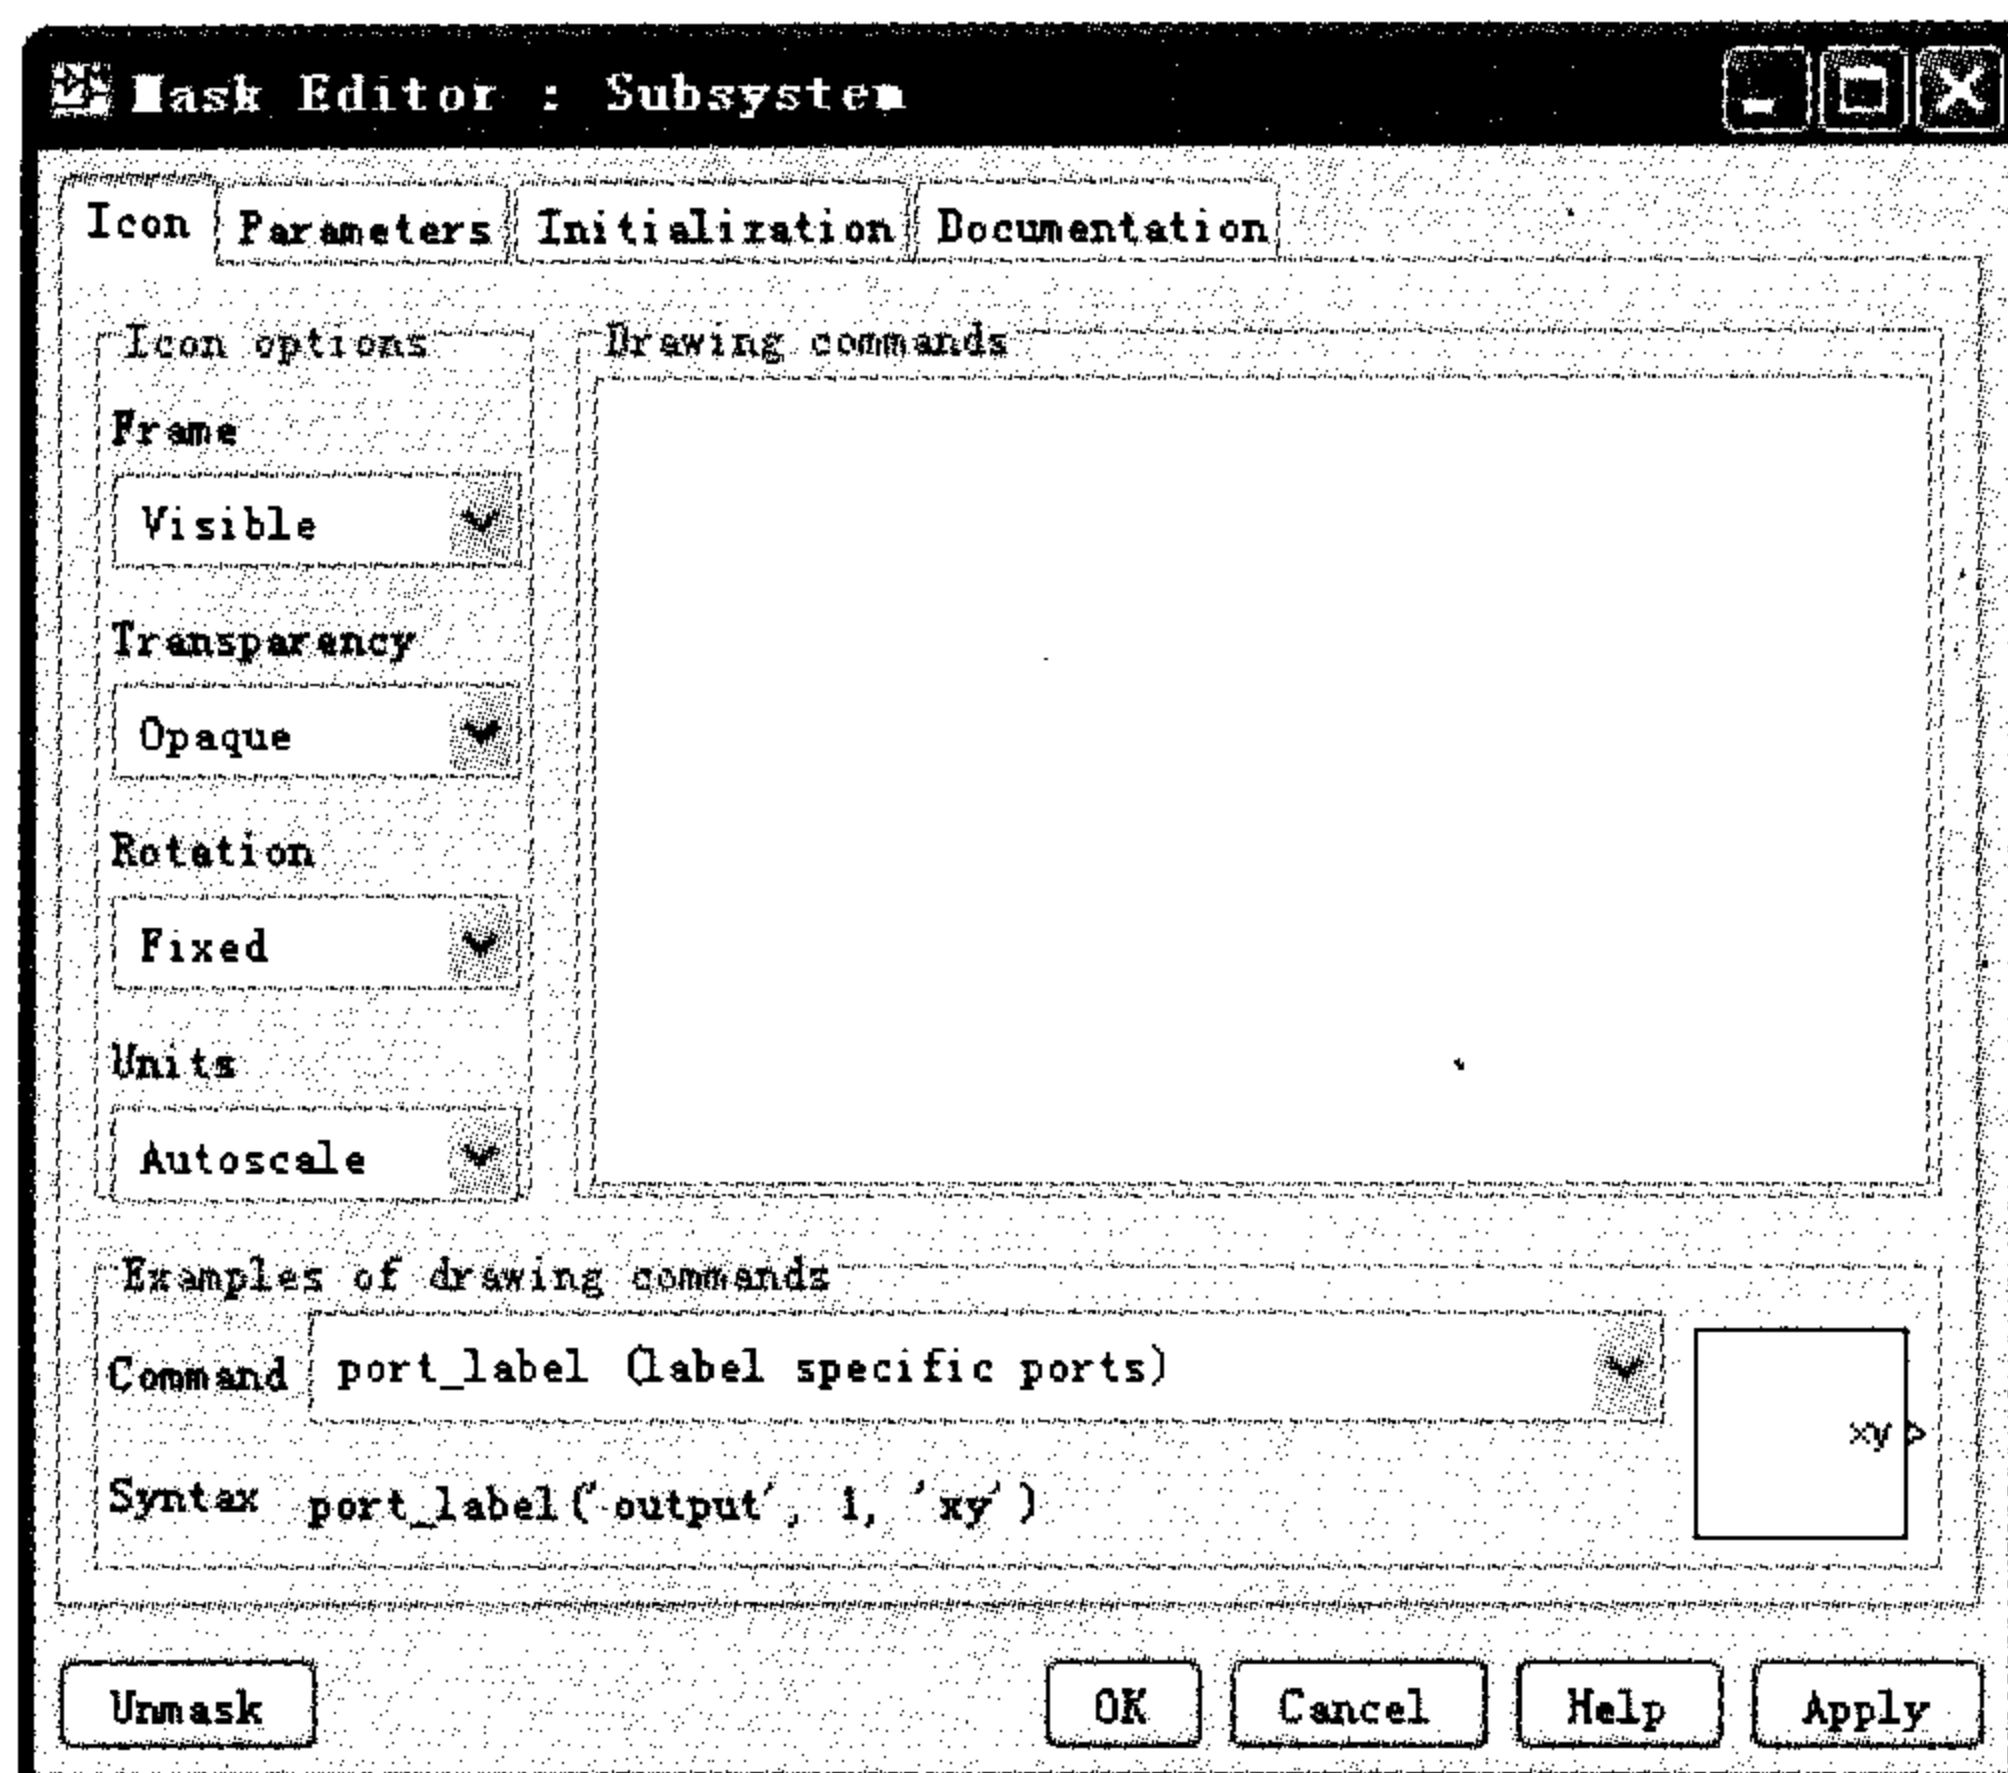 Mask Editor : Subsystem
Icon Parameters Initialization Documentation
Icon options
Drawing commands
Frame
Visible
Transparency
Opaque
Rotation
Fixed
Units
Autoscale
Examples of drawing commands
Command port_label (label specific ports)
xy
Syntax port_label('output', 1, 'xy')
Unmask OK Cancel Help Apply